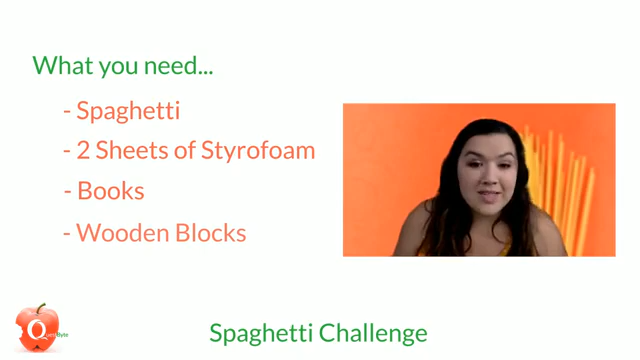 What you need...
- Spaghetti
- 2 Sheets of Styrofoam
- Books
- Wooden Blocks
Q
Spaghetti Challenge